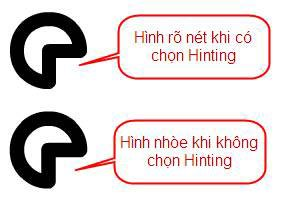 Hình rõ nét khi có
chọn Hinting
Hình nhòe khi không
chọn Hinting